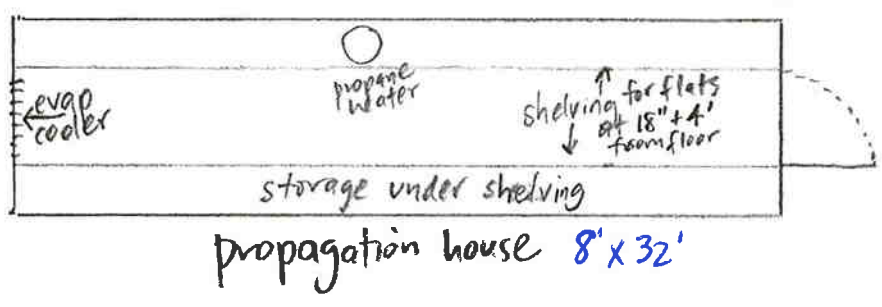 propane
heater
evap
cooler
shelving for flats
at 18" + 4'
from floor
storage under shelving
propagation house 8' x 32'